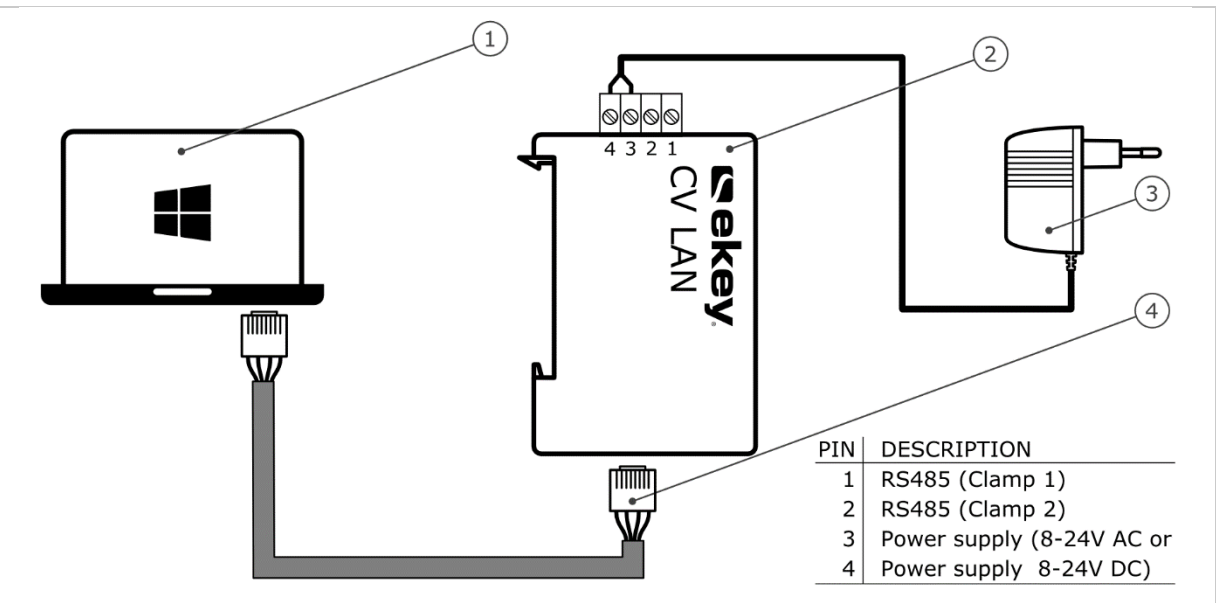 1
2
4 3 2 1
ekey
CV LAN
3
4
PIN DESCRIPTION
1 RS485 (Clamp 1)
2 RS485 (Clamp 2)
3 Power supply (8-24V AC or
4 Power supply 8-24V DC)